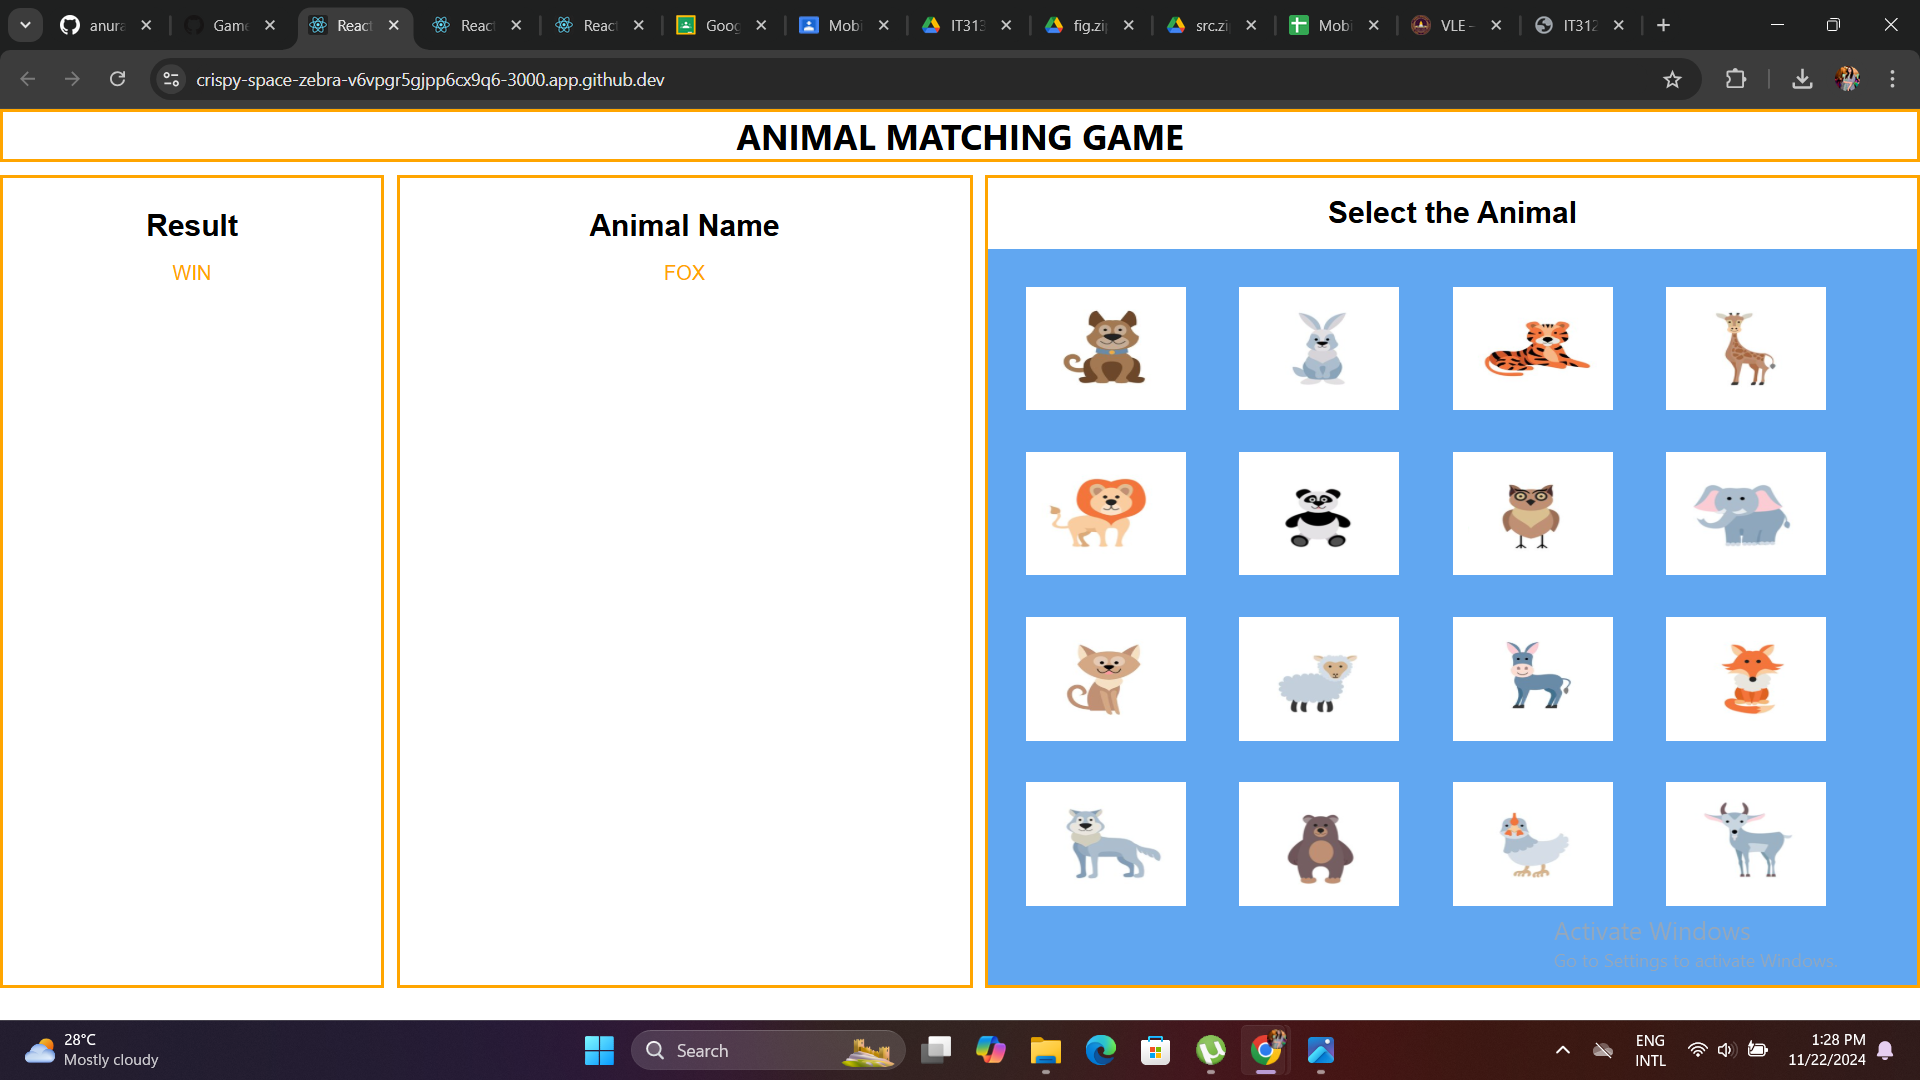 anura
Game
React
React
React
Goog
Mobi
IT313
fig.zi
src.zi
Mobi
VLE -
IT312
crispy-space-zebra-v6vpgr5gjpp6cx9q6-3000.app.github.dev
ANIMAL MATCHING GAME
Result
WIN
Animal Name
FOX
Select the Animal
Activate Windows
Go to Settings to activate Windows.
28°C
Mostly cloudy
Search
ENG
INTL
1:28 PM
11/22/2024